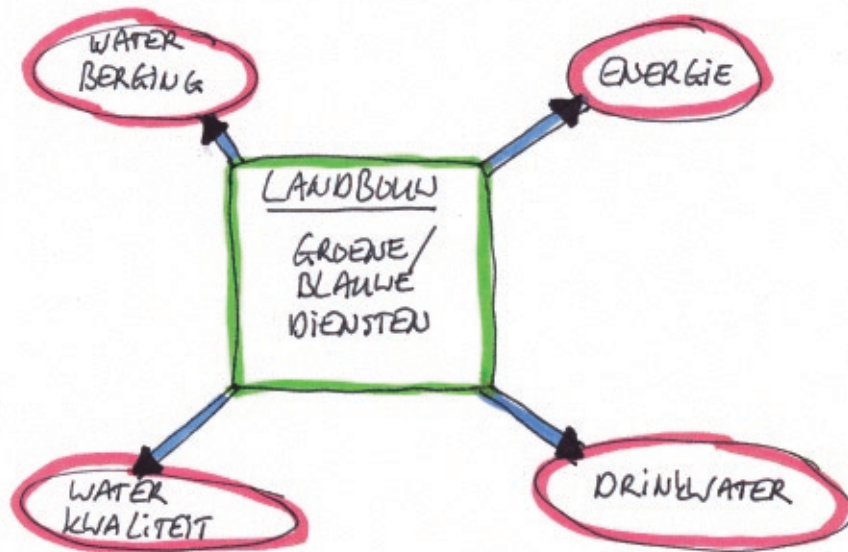 WATER
BERGING
ENERGIE
LANDBOUW
GROENE/
BLAUWE
DIENSTEN
WATER
KWALITEIT
DRINKWATER